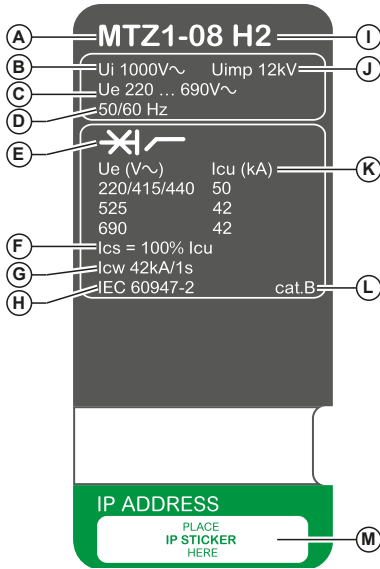 A MTZ1-08 H2 I
B Ui 1000V~ Uimp 12kV J
C Ue 220 ... 690V~
D 50/60 Hz
E
Ue (V~) Icu (kA) K
220/415/440 50
525 42
690 42
F Ics = 100% Icu
G Icw 42kA/1s
H IEC 60947-2 cat.B L
IP ADDRESS
PLACE
IP STICKER M
HERE